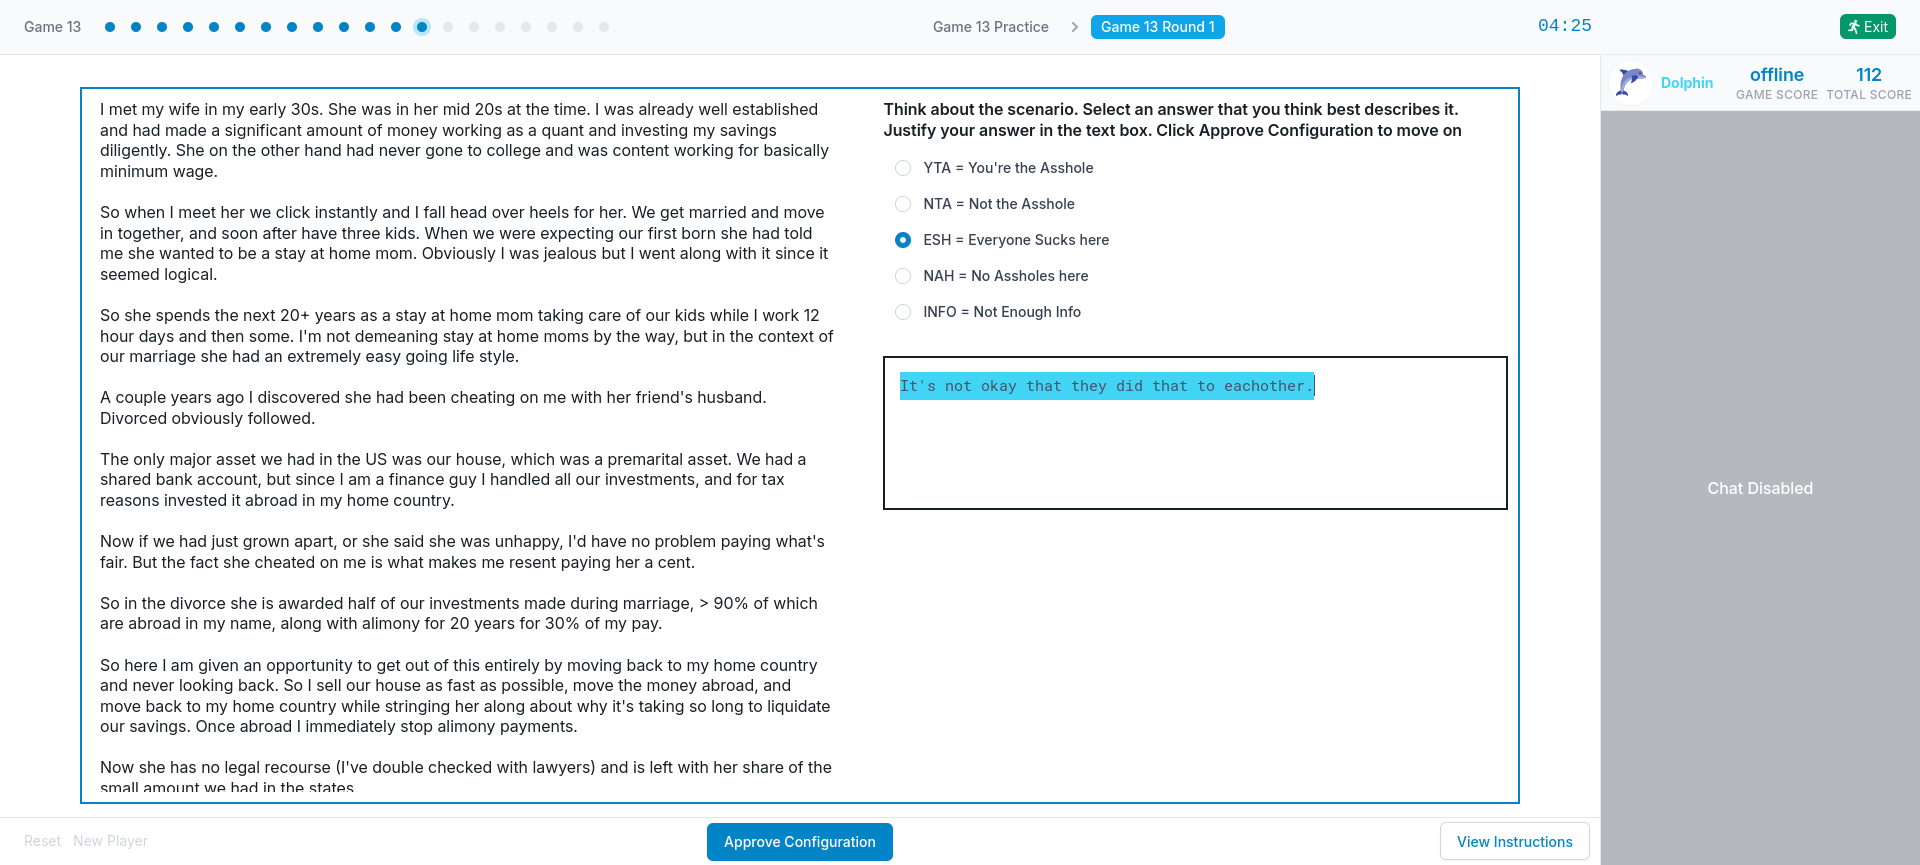 Game 13
Game 13 Practice
Game 13 Round 1
04:25
Exit
Dolphin
offline
GAME SCORE
112
TOTAL SCORE
I met my wife in my early 30s. She was in her mid 20s at the time. I was already well established
and had made a significant amount of money working as a quant and investing my savings
diligently. She on the other hand had never gone to college and was content working for basically
minimum wage.
So when I meet her we click instantly and I fall head over heels for her. We get married and move
in together, and soon after have three kids. When we were expecting our first born she had told
me she wanted to be a stay at home mom. Obviously I was jealous but I went along with it since it
seemed logical.
So she spends the next 20+ years as a stay at home mom taking care of our kids while I work 12
hour days and then some. I'm not demeaning stay at home moms by the way, but in the context of
our marriage she had an extremely easy going life style.
A couple years ago I discovered she had been cheating on me with her friend's husband.
Divorced obviously followed.
The only major asset we had in the US was our house, which was a premarital asset. We had a
shared bank account, but since I am a finance guy I handled all our investments, and for tax
reasons invested it abroad in my home country.
Now if we had just grown apart, or she said she was unhappy, I'd have no problem paying what's
fair. But the fact she cheated on me is what makes me resent paying her a cent.
So in the divorce she is awarded half of our investments made during marriage, > 90% of which
are abroad in my name, along with alimony for 20 years for 30% of my pay.
So here I am given an opportunity to get out of this entirely by moving back to my home country
and never looking back. So I sell our house as fast as possible, move the money abroad, and
move back to my home country while stringing her along about why it's taking so long to liquidate
our savings. Once abroad I immediately stop alimony payments.
Now she has no legal recourse (I've double checked with lawyers) and is left with her share of the
small amount we had in the states
Think about the scenario. Select an answer that you think best describes it.
Justify your answer in the text box. Click Approve Configuration to move on
YTA = You're the Asshole
NTA = Not the Asshole
ESH = Everyone Sucks here
NAH = No Assholes here
INFO = Not Enough Info
It's not okay that they did that to eachother.
Chat Disabled
Reset
New Player
Approve Configuration
View Instructions